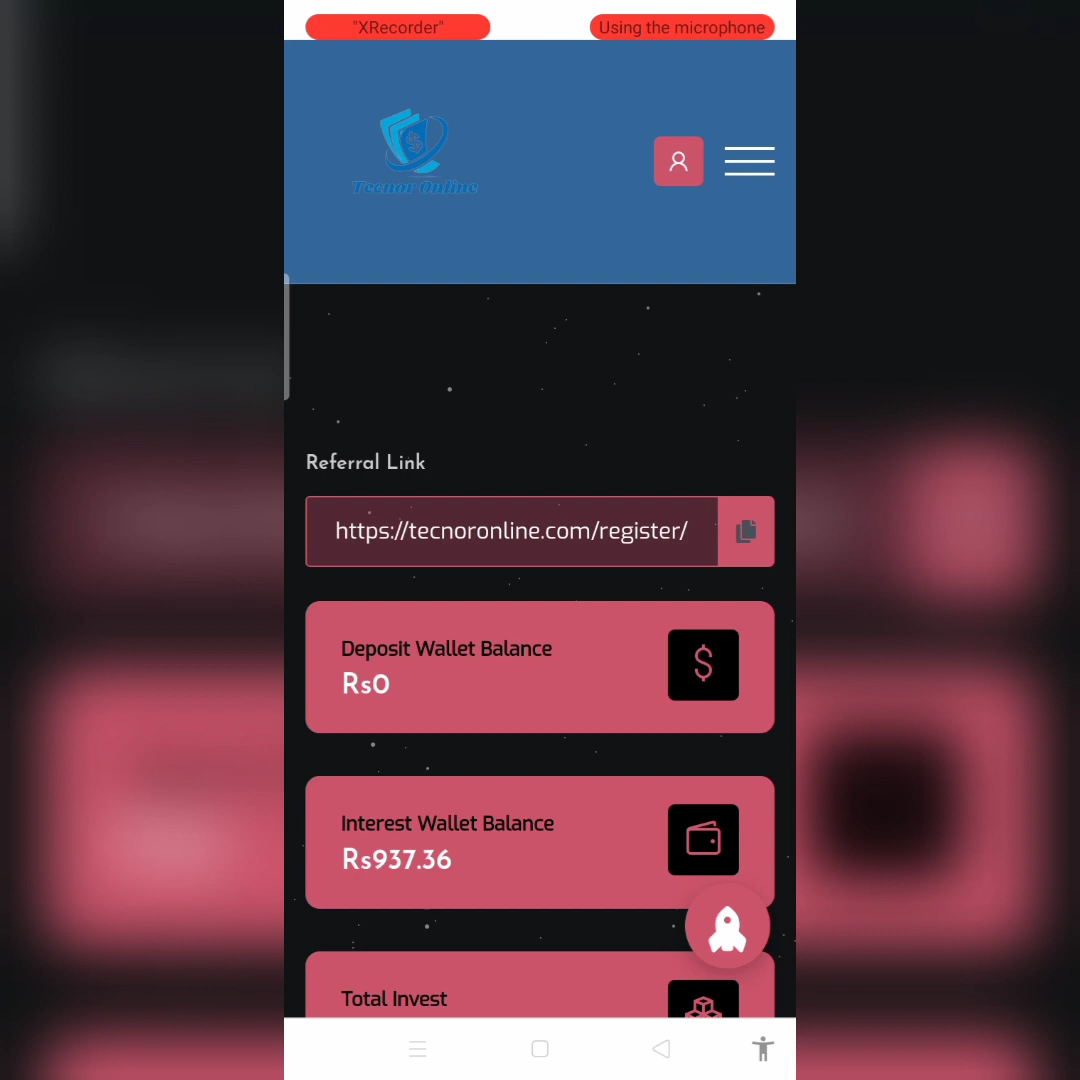 "XRecorder"
Using the microphone
Tecnor Online
Referral Link
https://tecnoronline.com/register/
Deposit Wallet Balance
Rs0
Interest Wallet Balance
Rs937.36
Total Invest